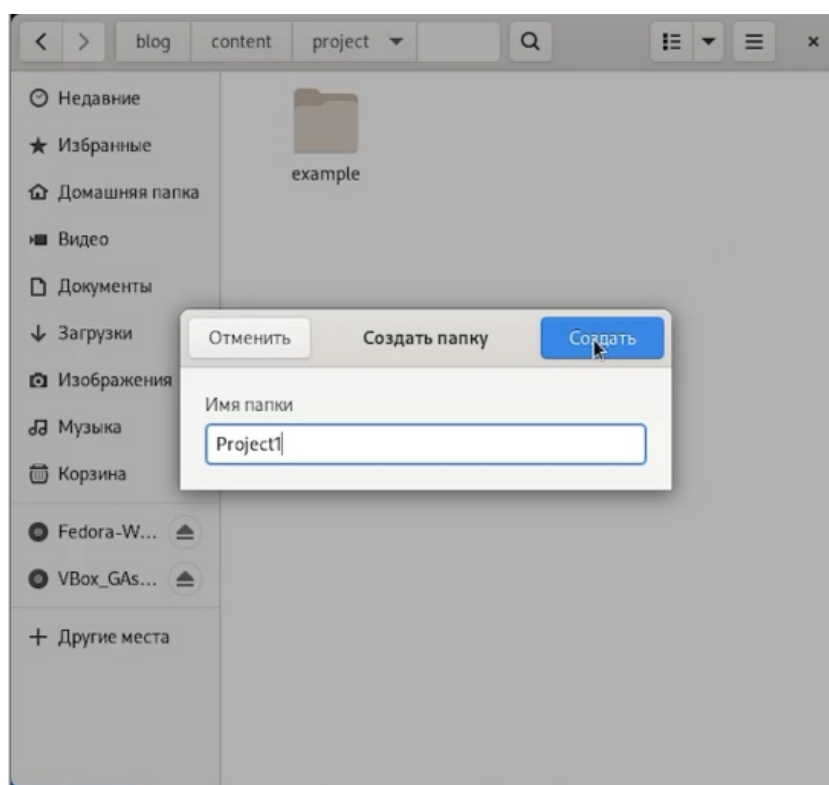 blog content project
Недавние
Избранные
Домашняя папка
Видео
Документы
Загрузки
Изображения
Музыка
Корзина
Fedora-W...
VBox_GAs...
Другие места
example
Отменить Создать папку Создать
Имя папки
Project1